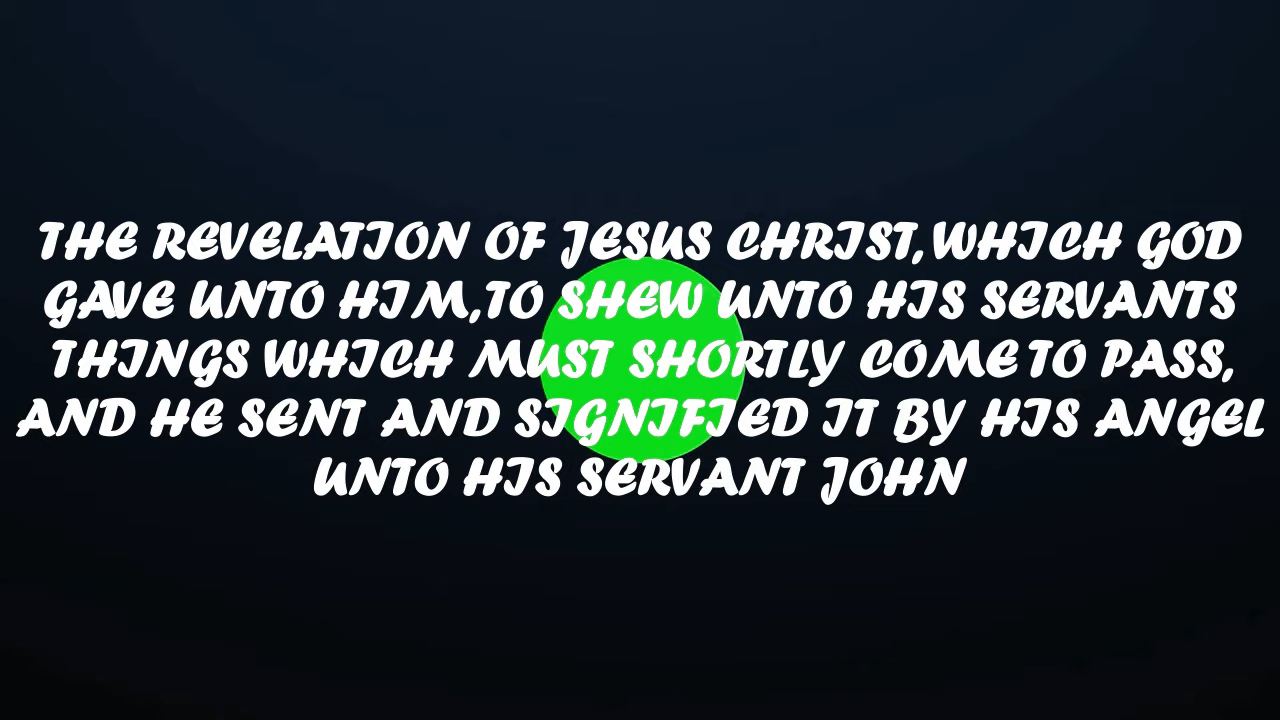 THE REVELATION OF JESUS CHRIST,WHICH GOD
GAVE UNTO HIM,TO SHEW UNTO HIS SERVANTS
THINGS WHICH MUST SHORTLY COME TO PASS,
AND HE SENT AND SIGNIFIED IT BY HIS ANGEL
UNTO HIS SERVANT JOHN